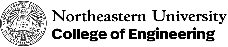 Northeastern University
College of Engineering